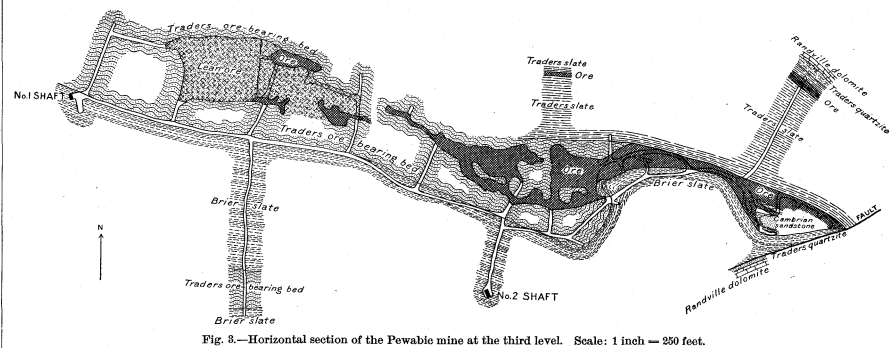 Traders ore-bearing bed
Lean ore
Ore
No.1 SHAFT
Traders ore bearing bed
Traders slate
Ore
Traders slate
Randville dolomite
Traders quartzite
Ore
Traders slate
Ore
Brier slate
Ore
Cambrian sandstone
FAULT
Traders quartzite
Randville dolomite
Brier slate
N
Traders ore bearing bed
Brier slate
No.2 SHAFT
Fig. 3.—Horizontal section of the Pewabic mine at the third level. Scale: 1 inch = 250 feet.